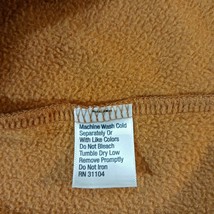 Machine Wash Cold
Separately Or
With Like Colors
Do Not Bleach
Tumble Dry Low
Remove Promptly
Do Not Iron
RN 31104